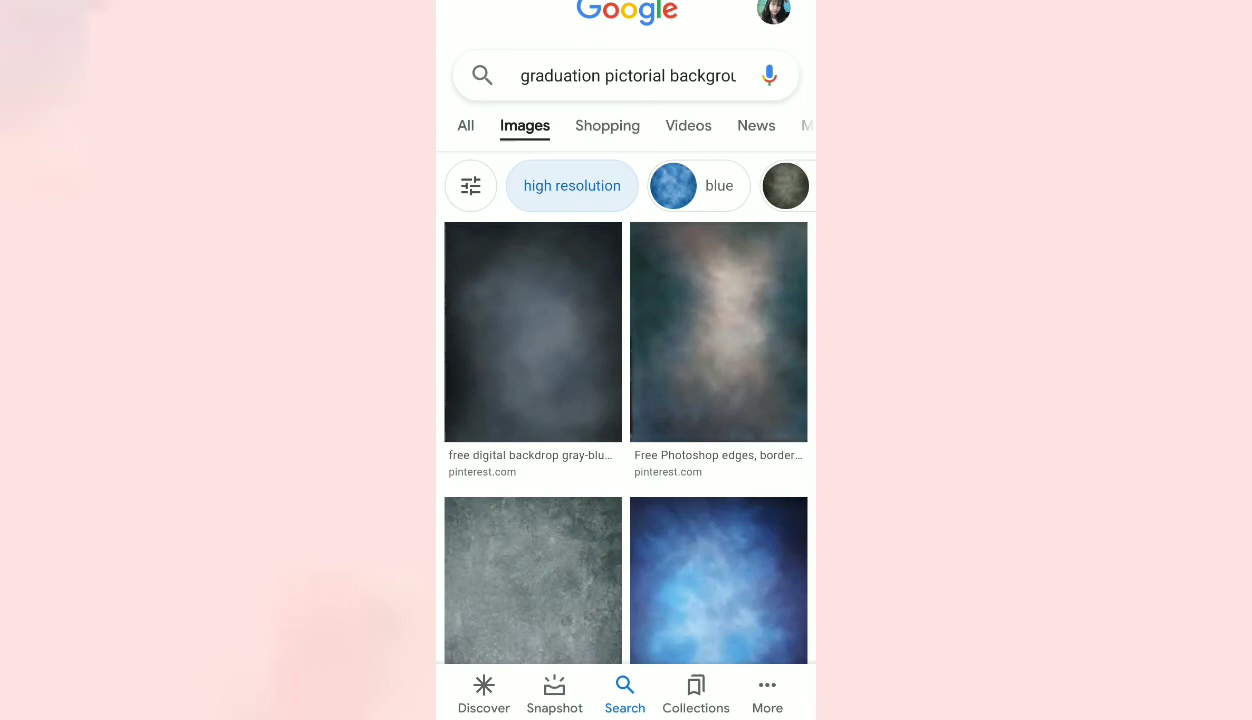 Google
graduation pictorial backgrou
All Images Shopping Videos News M
high resolution blue
free digital backdrop gray-blu... Free Photoshop edges, border...
pinterest.com pinterest.com
Discover Snapshot Search Collections More